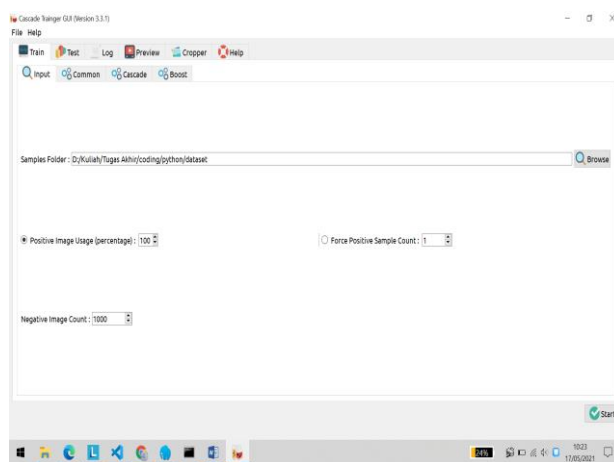 Cascade Trainger GUI (Version 3.3.1)
File Help
Train Test Log Preview Cropper Help
Input Common Cascade Boost
Samples Folder : D:/Kuliah/Tugas Akhir/coding/python/dataset Browse
Positive Image Usage (percentage) : 100 Force Positive Sample Count : 1
Negative Image Count : 1000
Start
24% 10:23
17/05/2021